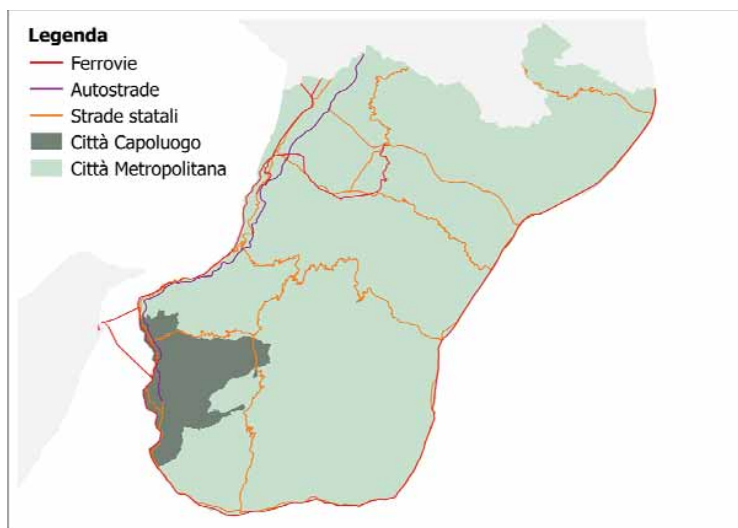 Legenda
Ferrovie
Autostrade
Strade statali
Città Capoluogo
Città Metropolitana